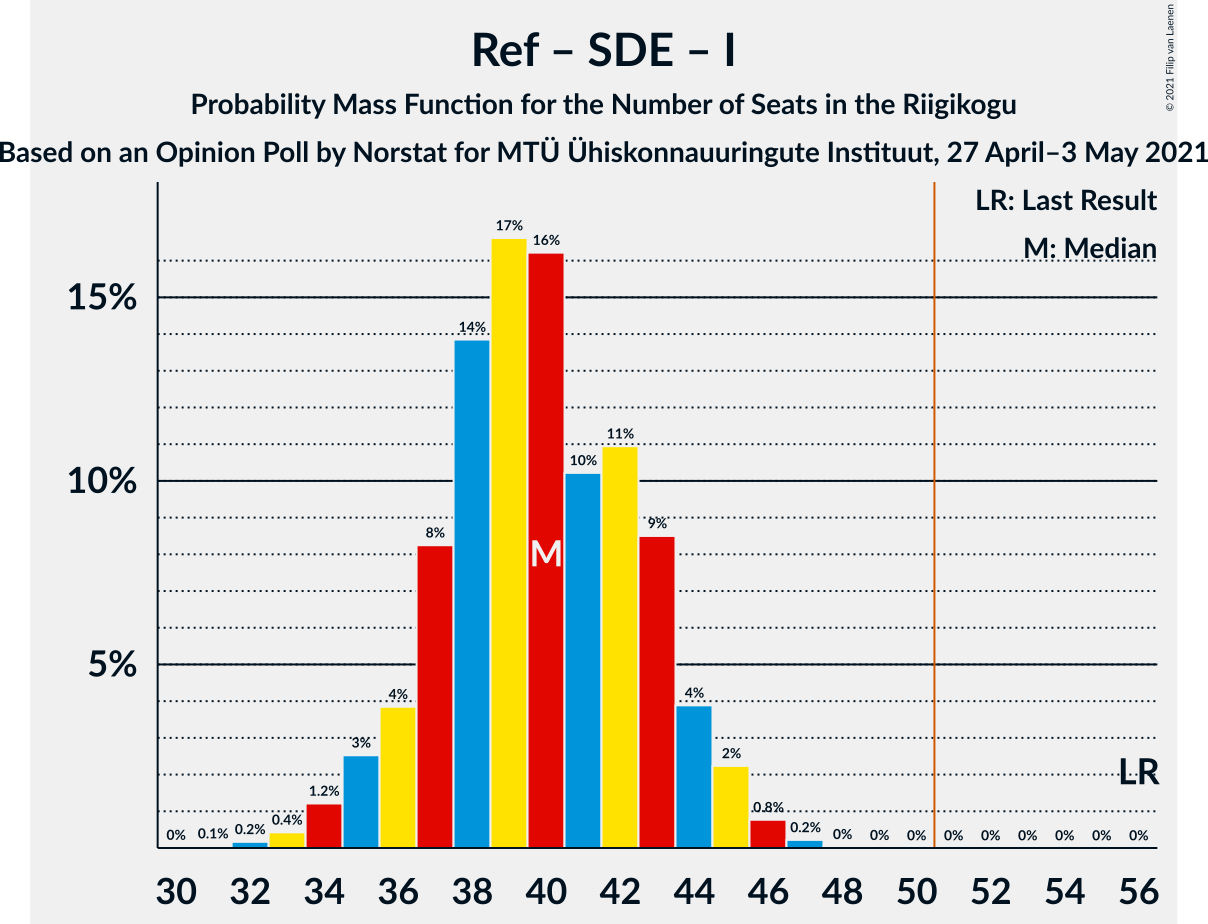 Ref – SDE – I
Probability Mass Function for the Number of Seats in the Riigikogu
Based on an Opinion Poll by Norstat for MTÜ Ühiskonnauuringute Instituut, 27 April–3 May 2021
© 2021 Filip van Laenen
LR: Last Result
M: Median
15%
10%
5%
0% 0.1% 0.2% 0.4% 1.2% 3% 4% 8% 14% 17% 16% 10% 11% 9% 4% 2% 0.8% 0.2% 0% 0% 0% 0% 0% 0% 0% 0% 0%
M
LR
30 32 34 36 38 40 42 44 46 48 50 52 54 56